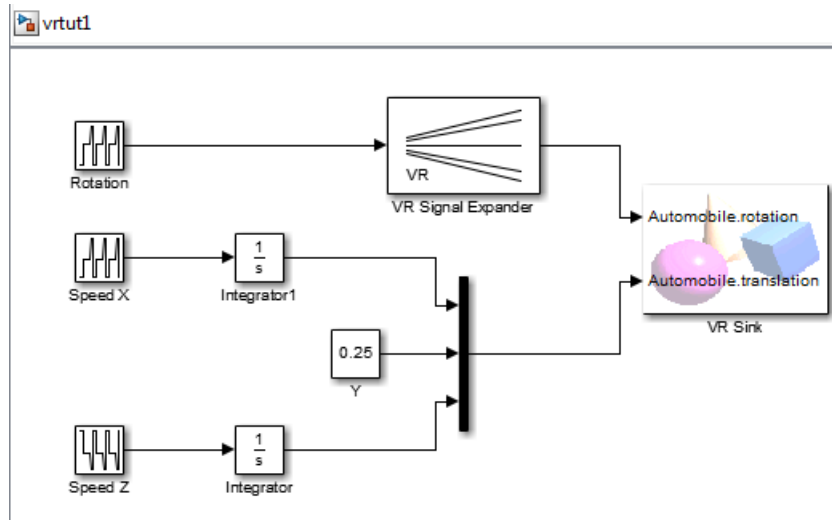 vrtut1
Rotation
VR
VR Signal Expander
Automobile.rotation
Automobile.translation
VR Sink
Speed X
1
s
Integrator1
0.25
Y
Speed Z
1
s
Integrator